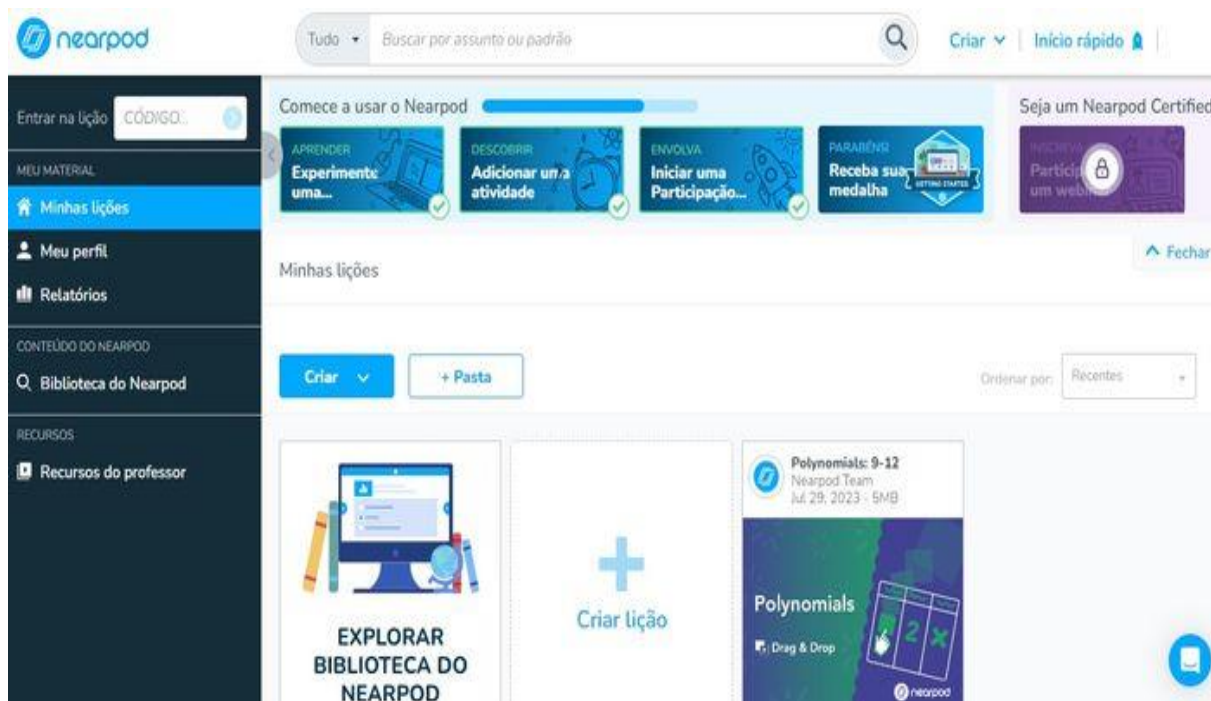 nearpod
Tudo
Buscar por assunto ou padrão
Criar
Início rápido
Entrar na lição
CÓDIGO...
MEU MATERIAL
Minhas lições
Meu perfil
Relatórios
CONTEÚDO DO NEARPOD
Biblioteca do Nearpod
RECURSOS
Recursos do professor
Comece a usar o Nearpod
APRENDER
Experimente
uma...
DESCOBRIR
Adicionar uma
atividade
ENVOLVA
Iniciar uma
Participação...
PARABÉNS!
Receba sua
medalha
GETTING STARTED
Seja um Nearpod Certified
um
Fechar
Minhas lições
Criar
+ Pasta
Ordenar por:
Recentes
EXPLORAR
BIBLIOTECA DO
NEARPOD
Criar lição
Polynomials: 9-12
Nearpod Team
Jul 29, 2023 - 5MB
Polynomials
Drag & Drop
2 x
nearpod